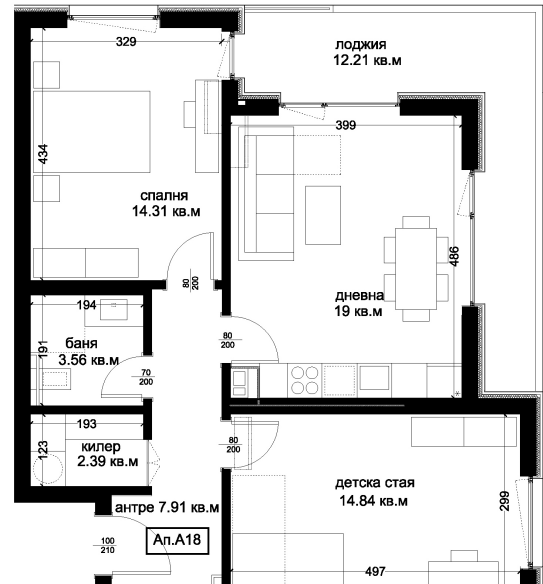 329
лоджия
12.21 кв.м
399
434
спалня
14.31 кв.м
486
80
200
194
дневна
19 кв.м
баня
3.56 кв.м
191
80
200
70
200
193
килер
2.39 кв.м
123
80
200
детска стая
14.84 кв.м
299
антре 7.91 кв.м
100
210
Ап.А18
497